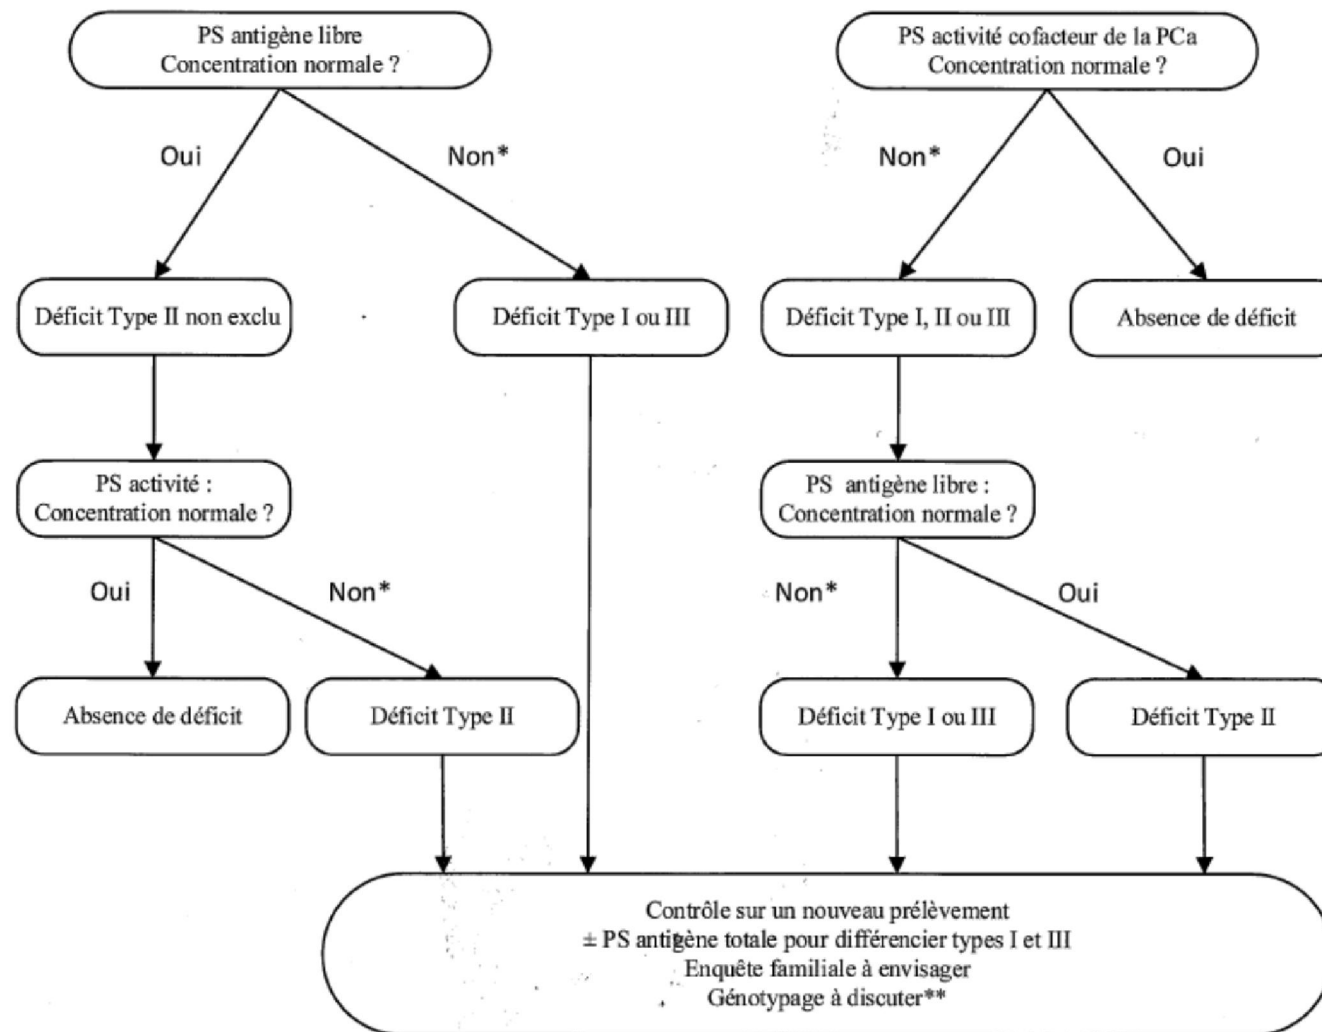 PS antigène libre
Concentration normale ?
PS activité cofacteur de la PCa
Concentration normale ?
Oui
Non*
Non*
Oui
Déficit Type II non exclu
Déficit Type I ou III
Déficit Type I, II ou III
Absence de déficit
PS activité :
Concentration normale ?
PS antigène libre :
Concentration normale ?
Oui
Non*
Non*
Oui
Absence de déficit
Déficit Type II
Déficit Type I ou III
Déficit Type II
Contrôle sur un nouveau prélèvement
± PS antigène totale pour différencier types I et III
Enquête familiale à envisager
Génotypage à discuter**